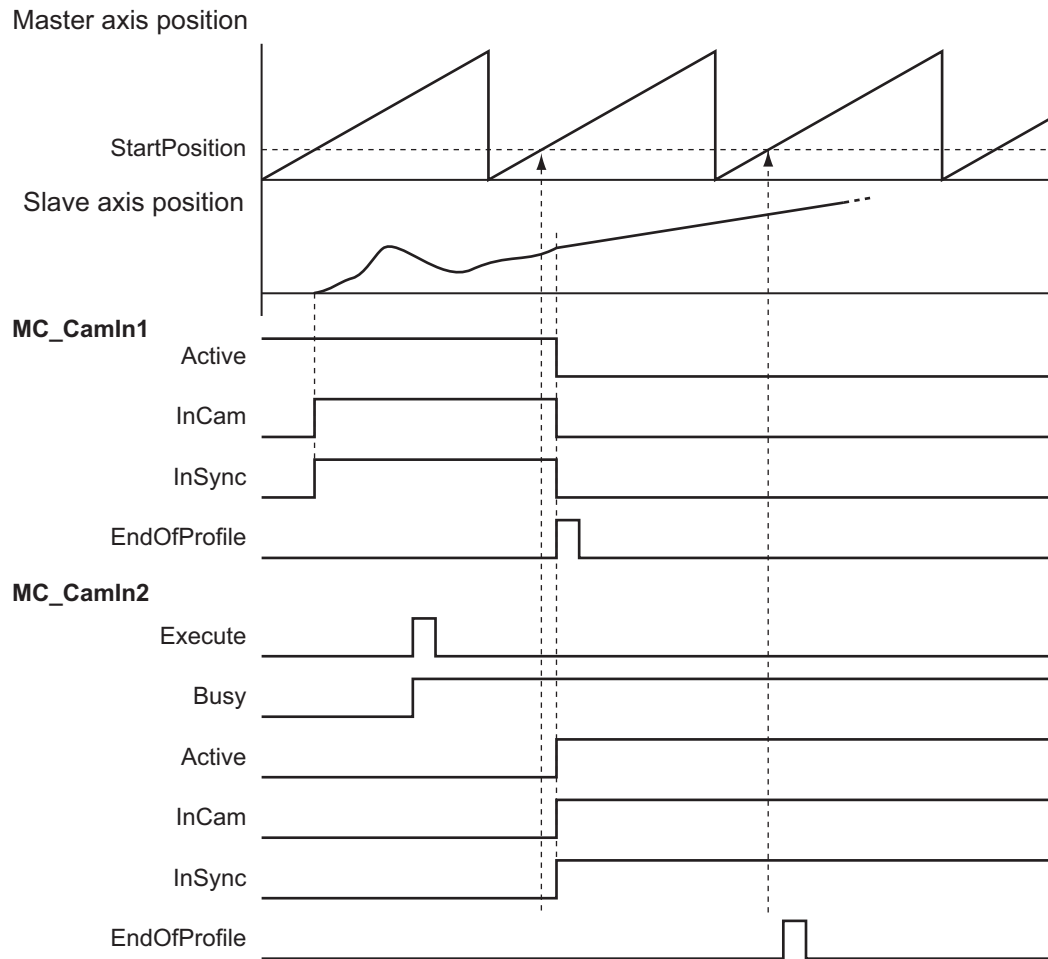 Master axis position
StartPosition
Slave axis position
MC_CamIn1
Active
InCam
InSync
EndOfProfile
MC_CamIn2
Execute
Busy
Active
InCam
InSync
EndOfProfile